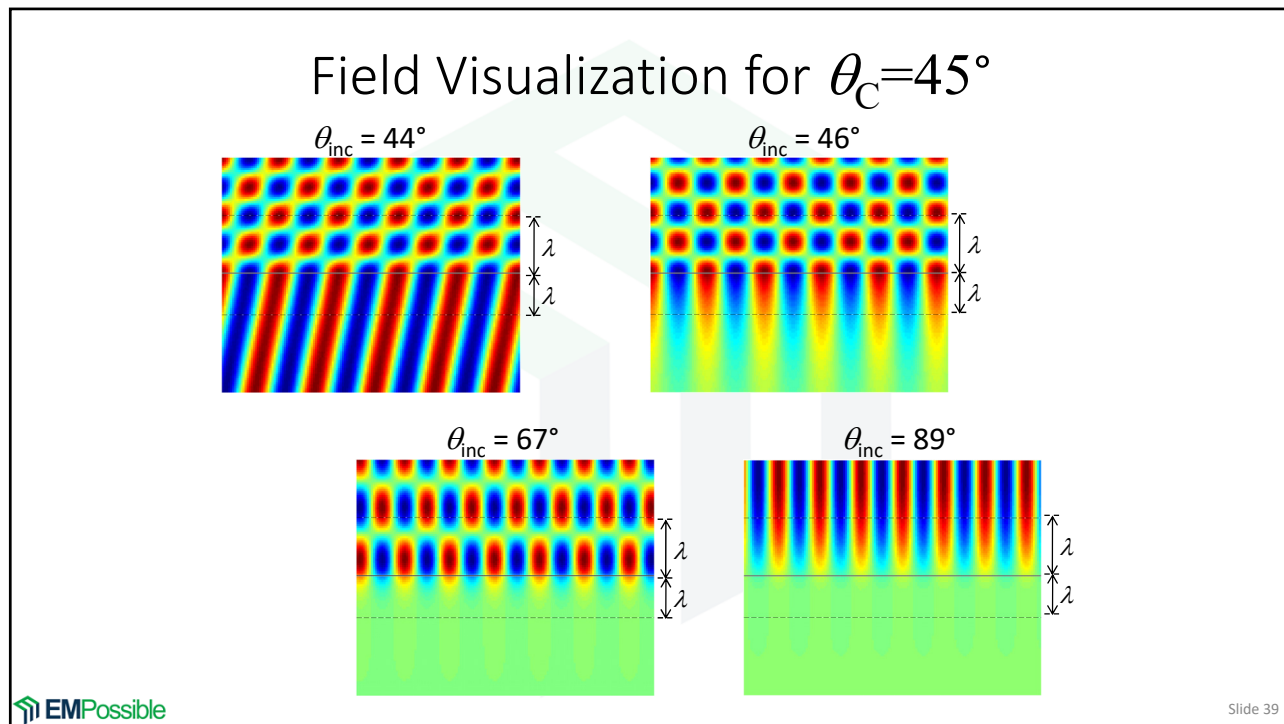 Field Visualization for θC=45°
θinc = 44°
θinc = 46°
λ
λ
λ
λ
θinc = 67°
θinc = 89°
λ
λ
λ
λ
EMPossible
Slide 39